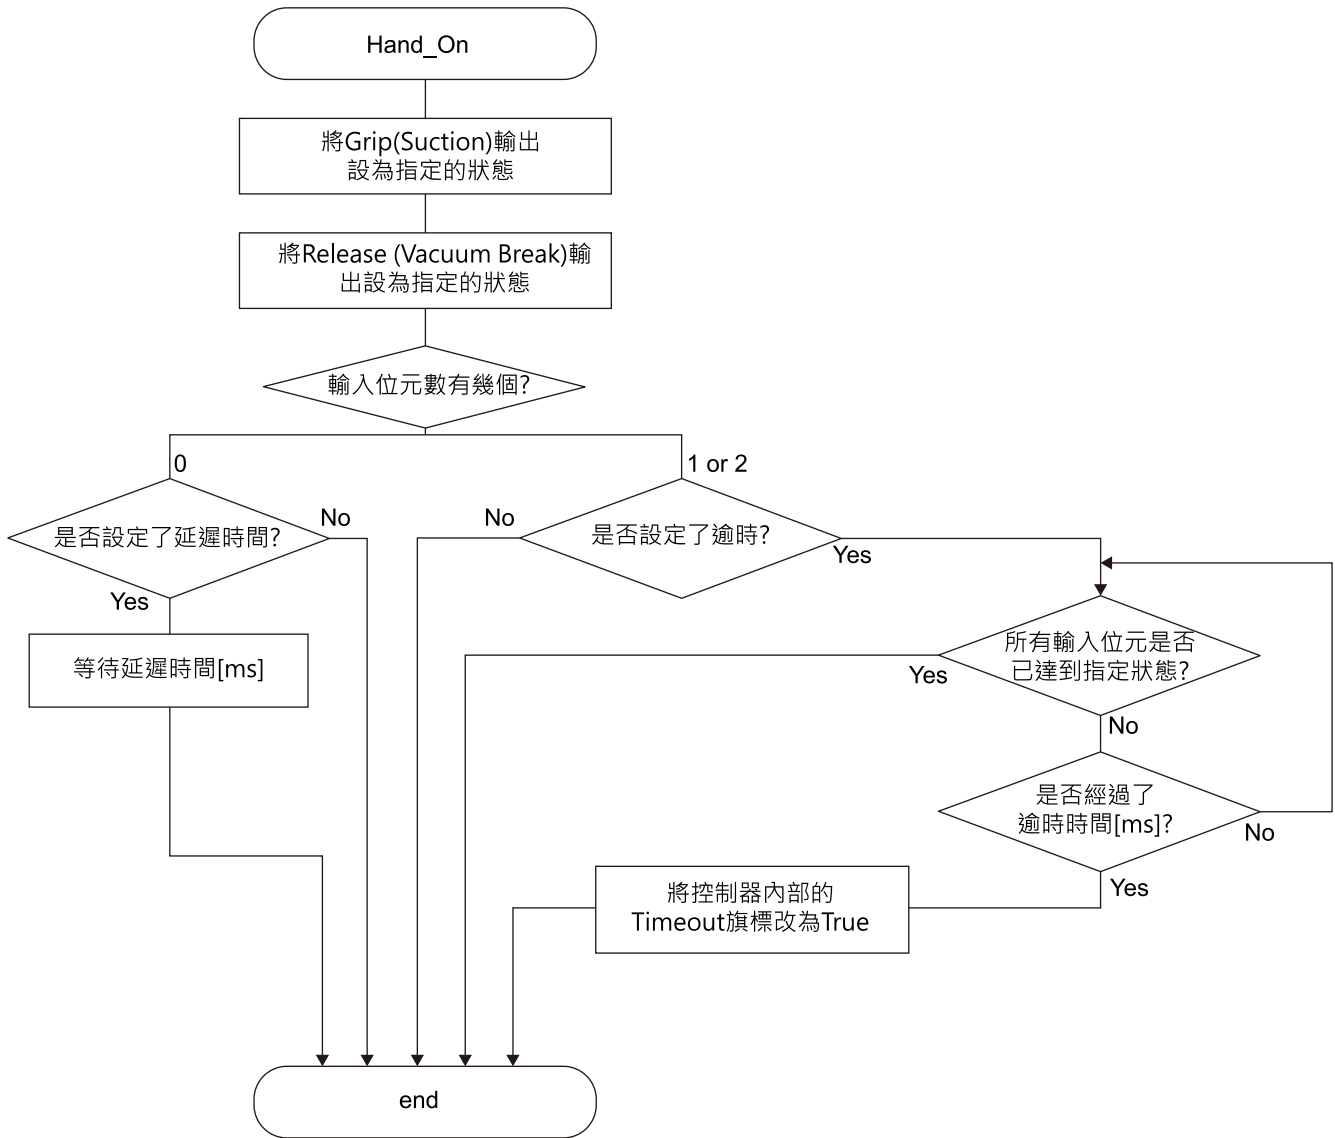 Hand_On
將Grip(Suction)輸出
設為指定的狀態
將Release (Vacuum Break)輸
出設為指定的狀態
輸入位元數有幾個?
0
1 or 2
是否設定了延遲時間?
No
No
是否設定了逾時?
Yes
Yes
等待延遲時間[ms]
所有輸入位元是否
已達到指定狀態?
Yes
No
是否經過了
逾時時間[ms]?
No
Yes
將控制器內部的
Timeout旗標改為True
end